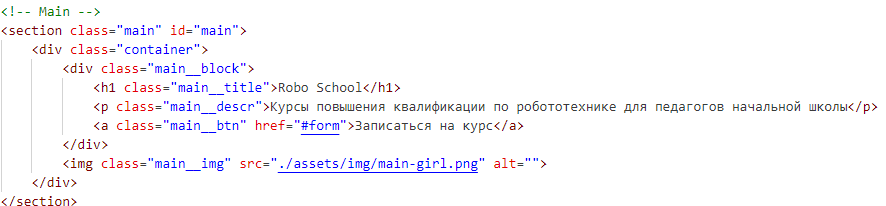 <!-- Main -->
<section class="main" id="main">
<div class="container">
<div class="main__block">
<h1 class="main__title">Robo School</h1>
<p class="main__descr">Курсы повышения квалификации по робототехнике для педагогов начальной школы</p>
<a class="main__btn" href="#form">Записаться на курс</a>
</div>
<img class="main__img" src="./assets/img/main-girl.png" alt="">
</div>
</section>